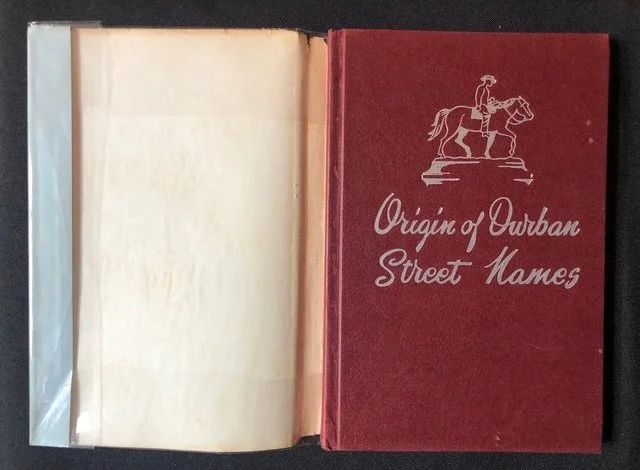 Origin of Durban
Street Names